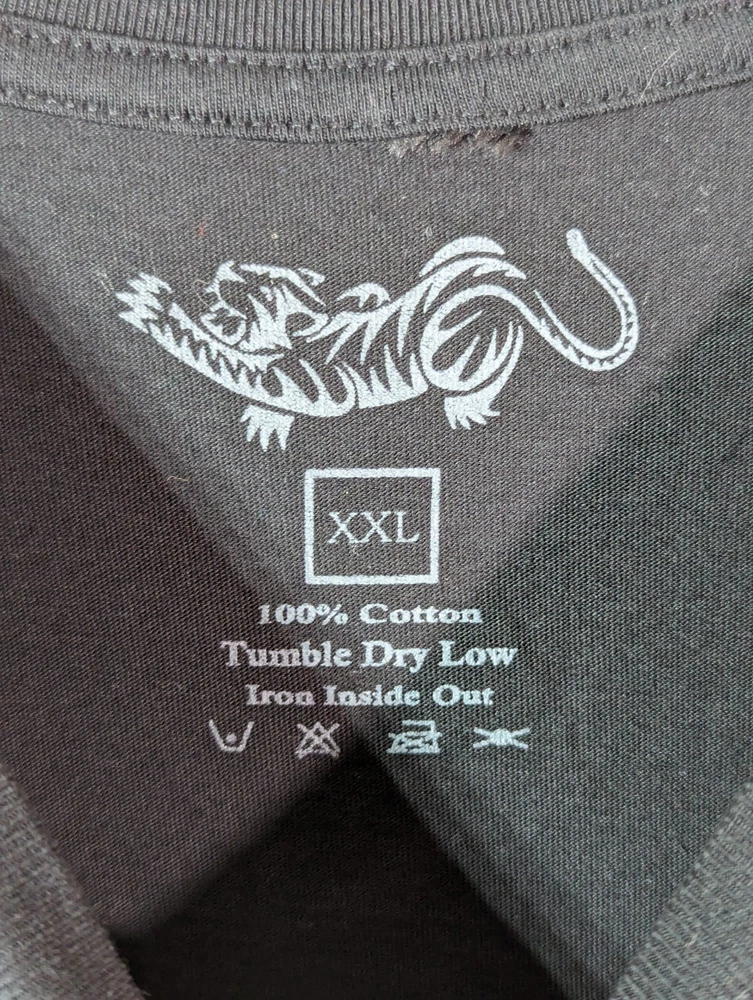 XXL
100% Cotton
Tumble Dry Low
Iron Inside Out